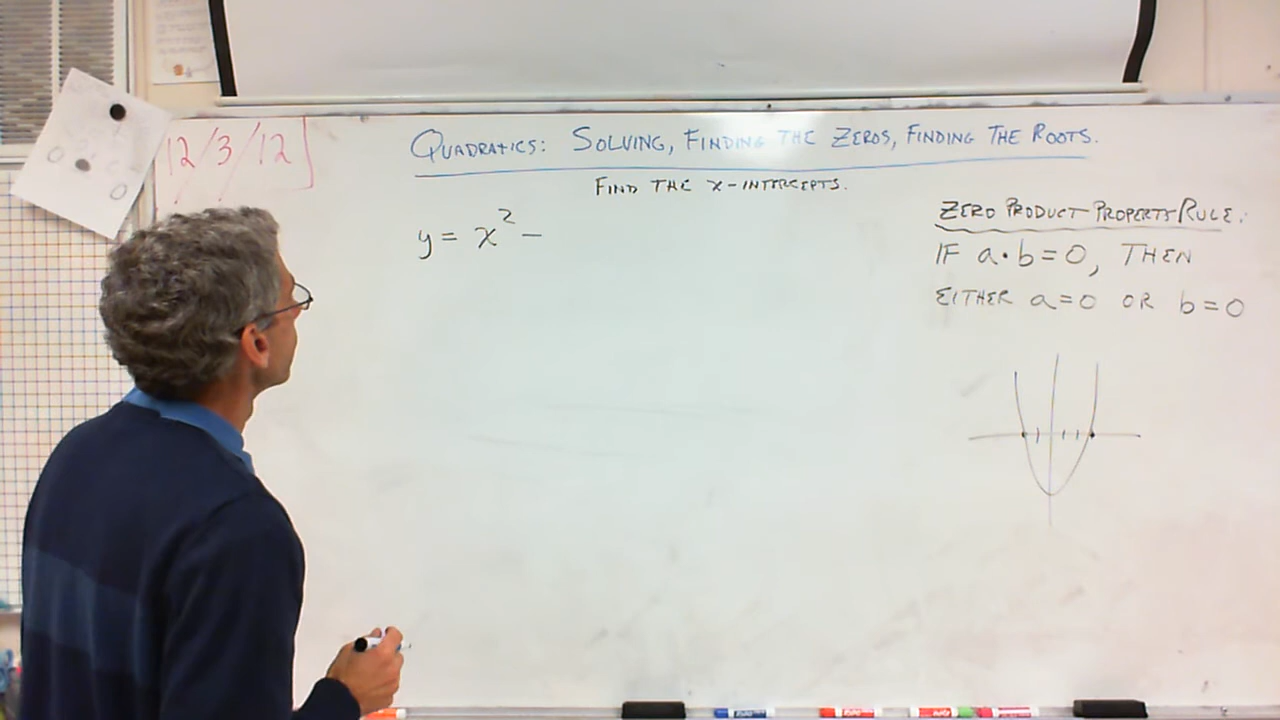 12/3/12
QUADRATICS: SOLVING, FINDING THE ZEROS, FINDING THE ROOTS.
FIND THE X-INTERCEPTS.
y = x² -
ZERO PRODUCT PROPERTY RULE.
IF a·b=0, THEN
EITHER a=0 OR b=0